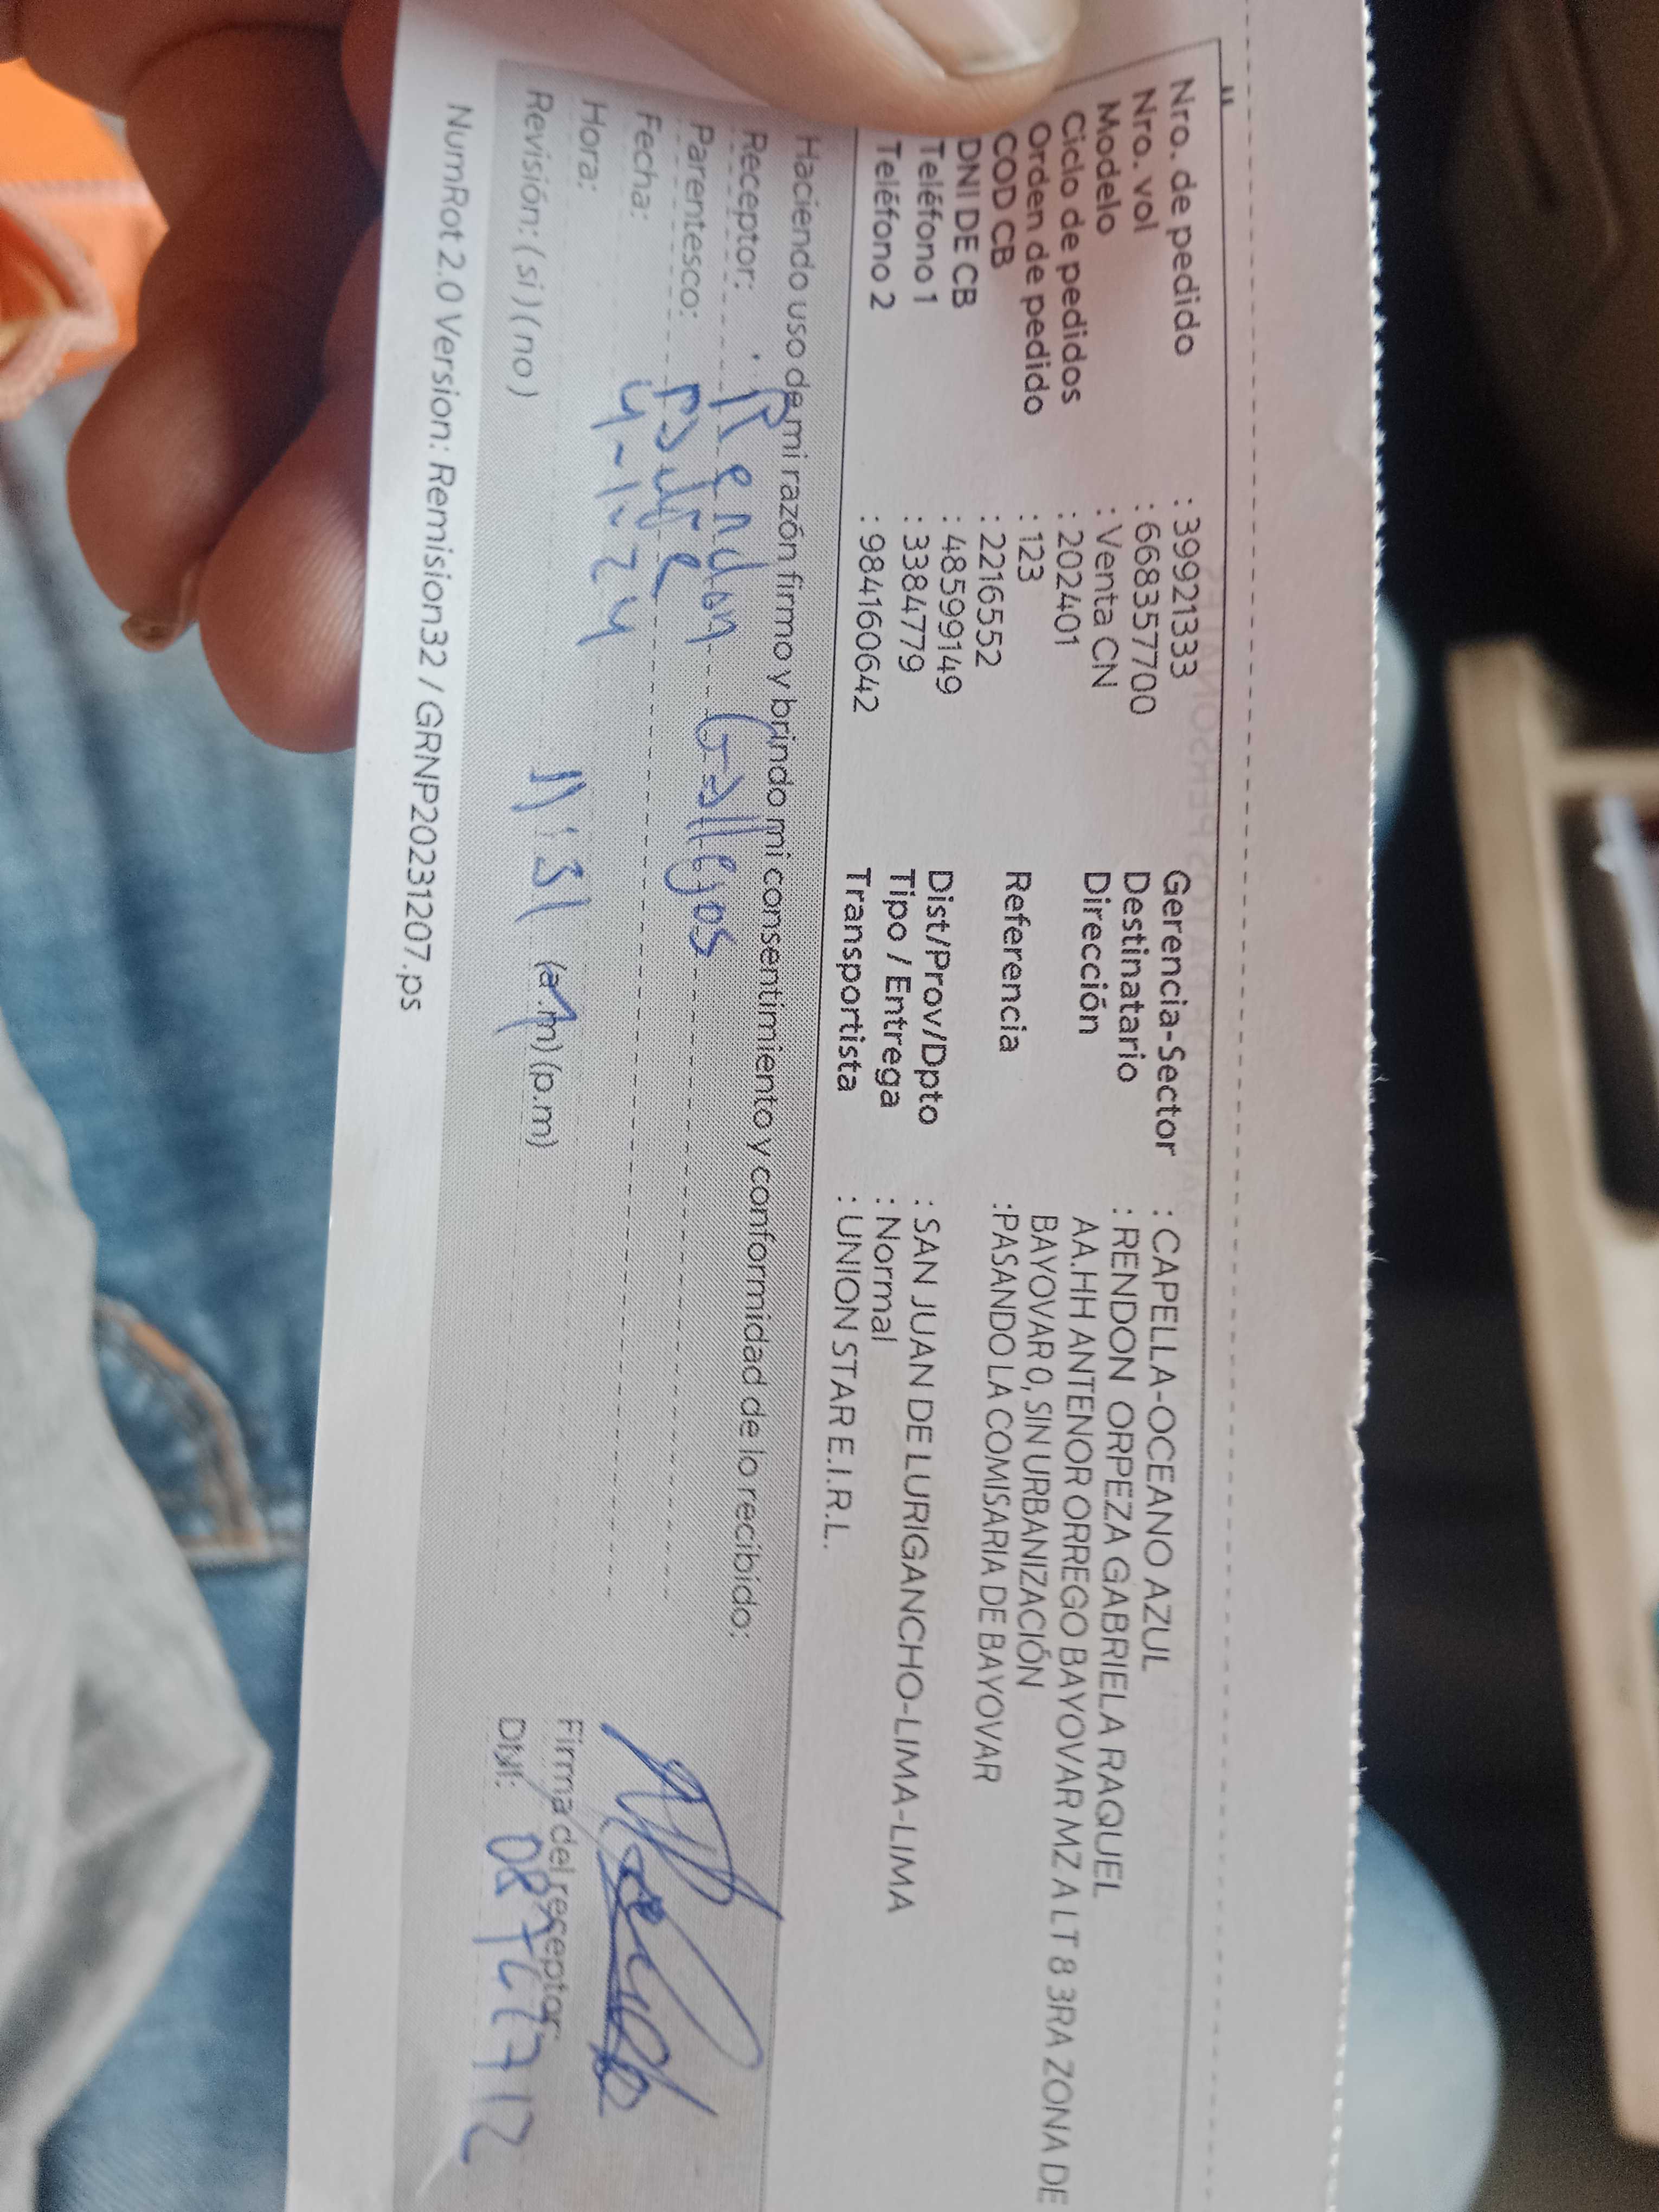 Nro. de pedido : 39921333 Gerencia-Sector : CAPELLA-OCEANO AZUL
Nro. vol : 668357700 Destinatario : RENDON ORPEZA GABRIELA RAQUEL
Modelo : Venta CN Dirección AA.HH ANTENOR ORREGO BAYOVAR MZ A LT 8 3RA ZONA DE
Ciclo de pedidos : 202401 BAYOVAR 0, SIN URBANIZACIÓN
Orden de pedido : 123 Referencia :PASANDO LA COMISARIA DE BAYOVAR
COD CB : 2216552
DNI DE CB : 48599149 Dist/Prov/Dpto : SAN JUAN DE LURIGANCHO-LIMA-LIMA
Teléfono 1 : 3384779 Tipo / Entrega : Normal
Teléfono 2 : 984160642 Transportista : UNION STAR E.I.R.L.
Haciendo uso de mi razón firmo y brindo mi consentimiento y conformidad de lo recibido:
Receptor: Rendon Gallegos
Parentesco: Padre
Fecha: 4-1-24
Hora: 11:31 (a.m) (p.m) Firma del receptor:
Revisión: ( si ) ( no ) DNI:
NumRot 2.0 Version: Remision32 / GRNP20231207.ps